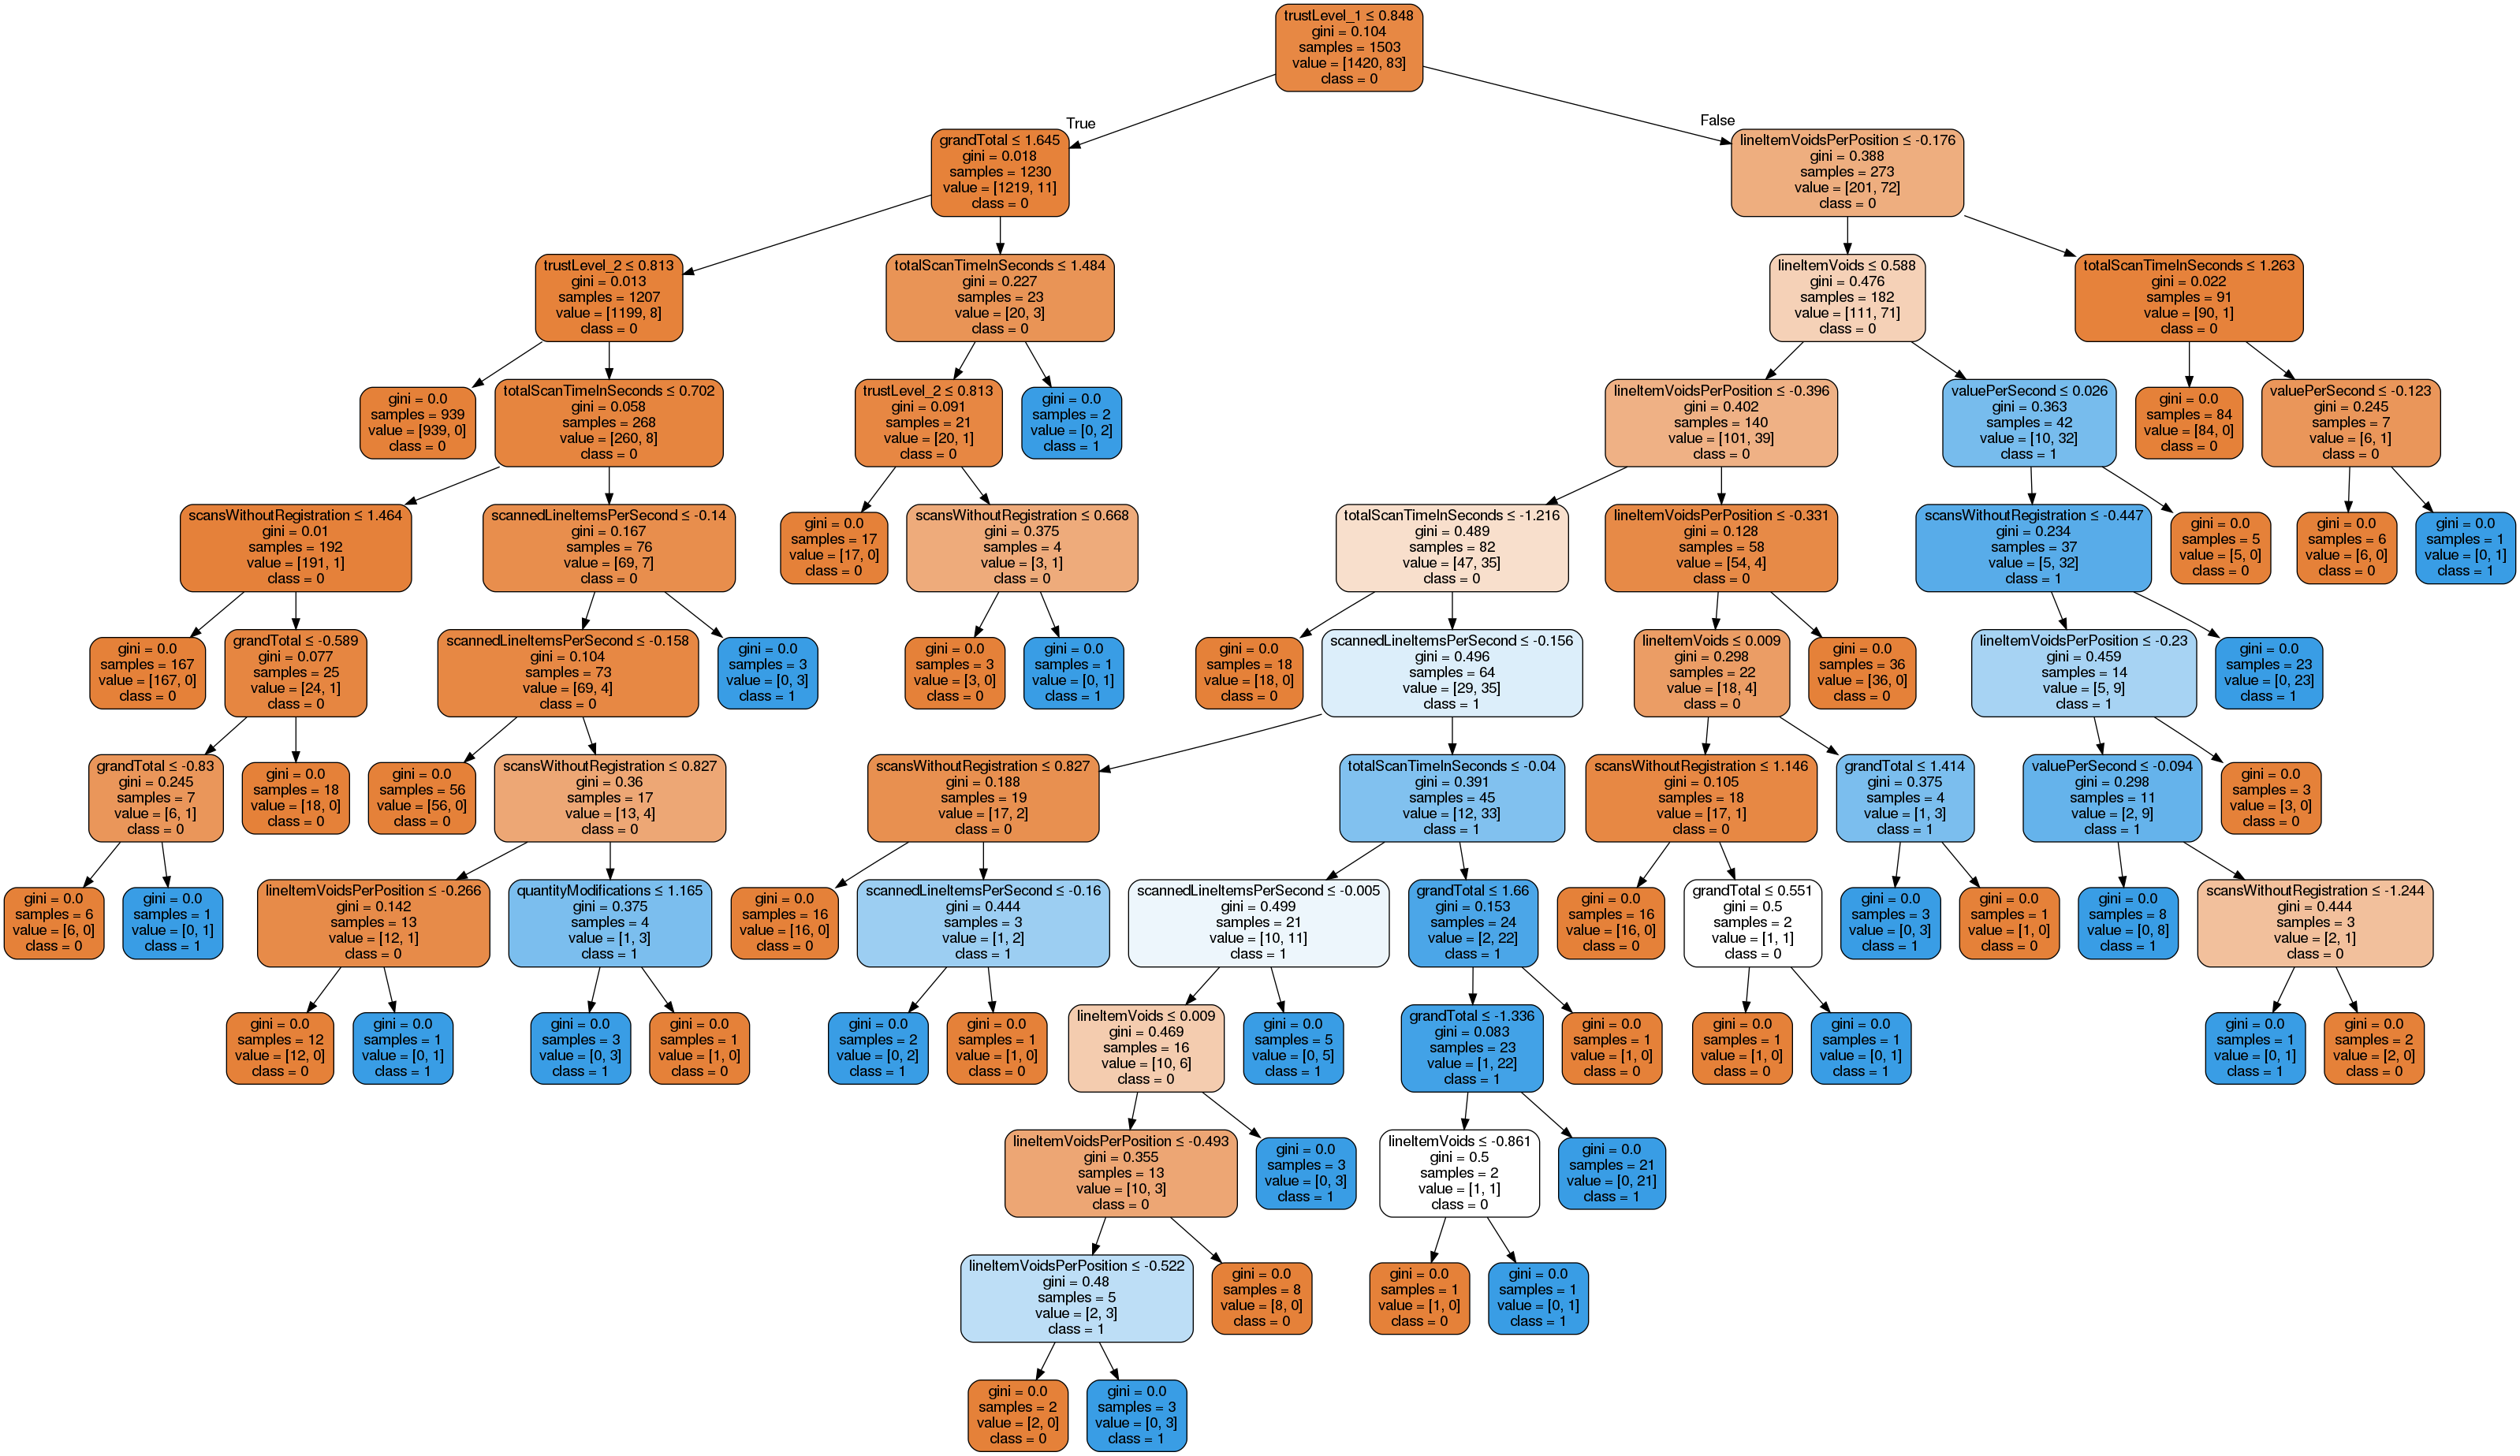 trustLevel_1 ≤ 0.848
gini = 0.104
samples = 1503
value = [1420, 83]
class = 0
True
False
grandTotal ≤ 1.645
gini = 0.018
samples = 1230
value = [1219, 11]
class = 0
lineItemVoidsPerPosition ≤ -0.176
gini = 0.388
samples = 273
value = [201, 72]
class = 0
trustLevel_2 ≤ 0.813
gini = 0.013
samples = 1207
value = [1199, 8]
class = 0
totalScanTimeInSeconds ≤ 1.484
gini = 0.227
samples = 23
value = [20, 3]
class = 0
lineItemVoids ≤ 0.588
gini = 0.476
samples = 182
value = [111, 71]
class = 0
totalScanTimeInSeconds ≤ 1.263
gini = 0.022
samples = 91
value = [90, 1]
class = 0
gini = 0.0
samples = 939
value = [939, 0]
class = 0
totalScanTimeInSeconds ≤ 0.702
gini = 0.058
samples = 268
value = [260, 8]
class = 0
trustLevel_2 ≤ 0.813
gini = 0.091
samples = 21
value = [20, 1]
class = 0
gini = 0.0
samples = 2
value = [0, 2]
class = 1
lineItemVoidsPerPosition ≤ -0.396
gini = 0.402
samples = 140
value = [101, 39]
class = 0
valuePerSecond ≤ 0.026
gini = 0.363
samples = 42
value = [10, 32]
class = 1
gini = 0.0
samples = 84
value = [84, 0]
class = 0
valuePerSecond ≤ -0.123
gini = 0.245
samples = 7
value = [6, 1]
class = 0
scansWithoutRegistration ≤ 1.464
gini = 0.01
samples = 192
value = [191, 1]
class = 0
scannedLineItemsPerSecond ≤ -0.14
gini = 0.167
samples = 76
value = [69, 7]
class = 0
gini = 0.0
samples = 17
value = [17, 0]
class = 0
scansWithoutRegistration ≤ 0.668
gini = 0.375
samples = 4
value = [3, 1]
class = 0
totalScanTimeInSeconds ≤ -1.216
gini = 0.489
samples = 82
value = [47, 35]
class = 0
lineItemVoidsPerPosition ≤ -0.331
gini = 0.128
samples = 58
value = [54, 4]
class = 0
scansWithoutRegistration ≤ -0.447
gini = 0.234
samples = 37
value = [5, 32]
class = 1
gini = 0.0
samples = 5
value = [5, 0]
class = 0
gini = 0.0
samples = 6
value = [6, 0]
class = 0
gini = 0.0
samples = 1
value = [0, 1]
class = 1
gini = 0.0
samples = 167
value = [167, 0]
class = 0
grandTotal ≤ -0.589
gini = 0.077
samples = 25
value = [24, 1]
class = 0
scannedLineItemsPerSecond ≤ -0.158
gini = 0.104
samples = 73
value = [69, 4]
class = 0
gini = 0.0
samples = 3
value = [0, 3]
class = 1
gini = 0.0
samples = 3
value = [3, 0]
class = 0
gini = 0.0
samples = 1
value = [0, 1]
class = 1
gini = 0.0
samples = 18
value = [18, 0]
class = 0
scannedLineItemsPerSecond ≤ -0.156
gini = 0.496
samples = 64
value = [29, 35]
class = 1
lineItemVoids ≤ 0.009
gini = 0.298
samples = 22
value = [18, 4]
class = 0
gini = 0.0
samples = 36
value = [36, 0]
class = 0
lineItemVoidsPerPosition ≤ -0.23
gini = 0.459
samples = 14
value = [5, 9]
class = 1
gini = 0.0
samples = 23
value = [0, 23]
class = 1
grandTotal ≤ -0.83
gini = 0.245
samples = 7
value = [6, 1]
class = 0
gini = 0.0
samples = 18
value = [18, 0]
class = 0
gini = 0.0
samples = 56
value = [56, 0]
class = 0
scansWithoutRegistration ≤ 0.827
gini = 0.36
samples = 17
value = [13, 4]
class = 0
scansWithoutRegistration ≤ 0.827
gini = 0.188
samples = 19
value = [17, 2]
class = 0
totalScanTimeInSeconds ≤ -0.04
gini = 0.391
samples = 45
value = [12, 33]
class = 1
scansWithoutRegistration ≤ 1.146
gini = 0.105
samples = 18
value = [17, 1]
class = 0
grandTotal ≤ 1.414
gini = 0.375
samples = 4
value = [1, 3]
class = 1
valuePerSecond ≤ -0.094
gini = 0.298
samples = 11
value = [2, 9]
class = 1
gini = 0.0
samples = 3
value = [3, 0]
class = 0
gini = 0.0
samples = 6
value = [6, 0]
class = 0
gini = 0.0
samples = 1
value = [0, 1]
class = 1
lineItemVoidsPerPosition ≤ -0.266
gini = 0.142
samples = 13
value = [12, 1]
class = 0
quantityModifications ≤ 1.165
gini = 0.375
samples = 4
value = [1, 3]
class = 1
gini = 0.0
samples = 16
value = [16, 0]
class = 0
scannedLineItemsPerSecond ≤ -0.16
gini = 0.444
samples = 3
value = [1, 2]
class = 1
scannedLineItemsPerSecond ≤ -0.005
gini = 0.499
samples = 21
value = [10, 11]
class = 1
grandTotal ≤ 1.66
gini = 0.153
samples = 24
value = [2, 22]
class = 1
gini = 0.0
samples = 16
value = [16, 0]
class = 0
grandTotal ≤ 0.551
gini = 0.5
samples = 2
value = [1, 1]
class = 0
gini = 0.0
samples = 3
value = [0, 3]
class = 1
gini = 0.0
samples = 1
value = [1, 0]
class = 0
gini = 0.0
samples = 8
value = [0, 8]
class = 1
scansWithoutRegistration ≤ -1.244
gini = 0.444
samples = 3
value = [2, 1]
class = 0
gini = 0.0
samples = 12
value = [12, 0]
class = 0
gini = 0.0
samples = 1
value = [0, 1]
class = 1
gini = 0.0
samples = 3
value = [0, 3]
class = 1
gini = 0.0
samples = 1
value = [1, 0]
class = 0
gini = 0.0
samples = 2
value = [0, 2]
class = 1
gini = 0.0
samples = 1
value = [1, 0]
class = 0
lineItemVoids ≤ 0.009
gini = 0.469
samples = 16
value = [10, 6]
class = 0
gini = 0.0
samples = 5
value = [0, 5]
class = 1
grandTotal ≤ -1.336
gini = 0.083
samples = 23
value = [1, 22]
class = 1
gini = 0.0
samples = 1
value = [1, 0]
class = 0
gini = 0.0
samples = 1
value = [1, 0]
class = 0
gini = 0.0
samples = 1
value = [0, 1]
class = 1
gini = 0.0
samples = 1
value = [0, 1]
class = 1
gini = 0.0
samples = 2
value = [2, 0]
class = 0
lineItemVoidsPerPosition ≤ -0.493
gini = 0.355
samples = 13
value = [10, 3]
class = 0
gini = 0.0
samples = 3
value = [0, 3]
class = 1
lineItemVoids ≤ -0.861
gini = 0.5
samples = 2
value = [1, 1]
class = 0
gini = 0.0
samples = 21
value = [0, 21]
class = 1
lineItemVoidsPerPosition ≤ -0.522
gini = 0.48
samples = 5
value = [2, 3]
class = 1
gini = 0.0
samples = 8
value = [8, 0]
class = 0
gini = 0.0
samples = 1
value = [1, 0]
class = 0
gini = 0.0
samples = 1
value = [0, 1]
class = 1
gini = 0.0
samples = 2
value = [2, 0]
class = 0
gini = 0.0
samples = 3
value = [0, 3]
class = 1